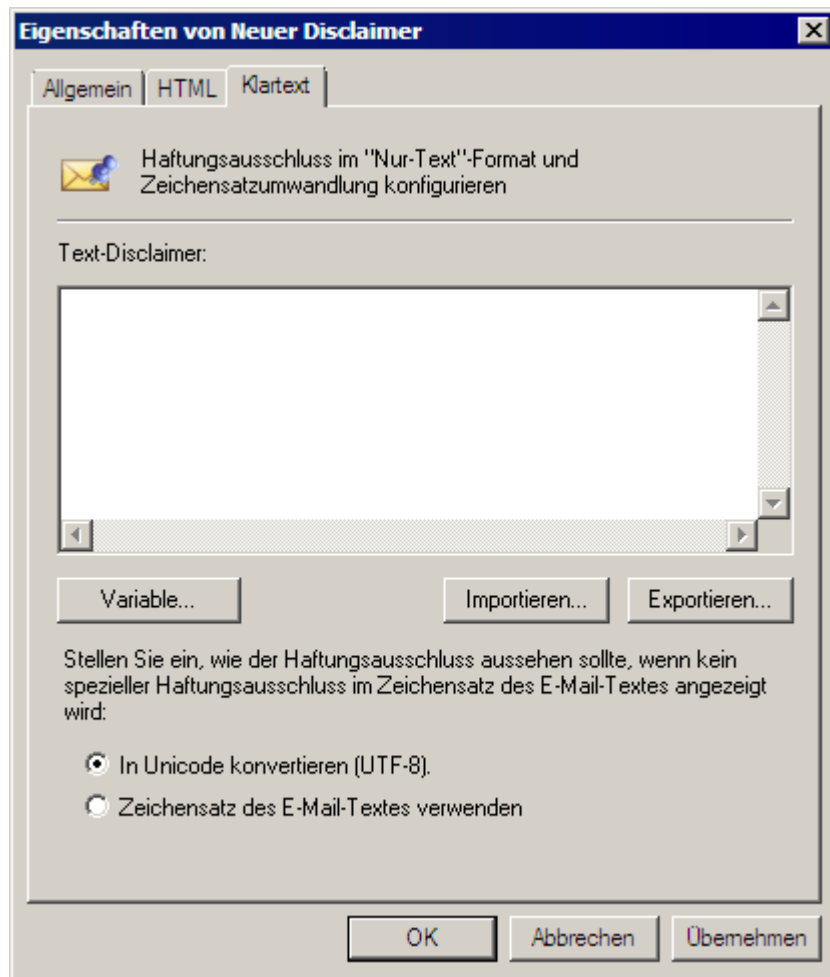 Eigenschaften von Neuer Disclaimer
Allgemein HTML Klartext
Haftungsausschluss im "Nur-Text"-Format und
Zeichensatzumwandlung konfigurieren
Text-Disclaimer:
Variable... Importieren... Exportieren...
Stellen Sie ein, wie der Haftungsausschluss aussehen sollte, wenn kein
spezieller Haftungsausschluss im Zeichensatz des E-Mail-Textes angezeigt
wird:
In Unicode konvertieren (UTF-8).
Zeichensatz des E-Mail-Textes verwenden
OK Abbrechen Übernehmen